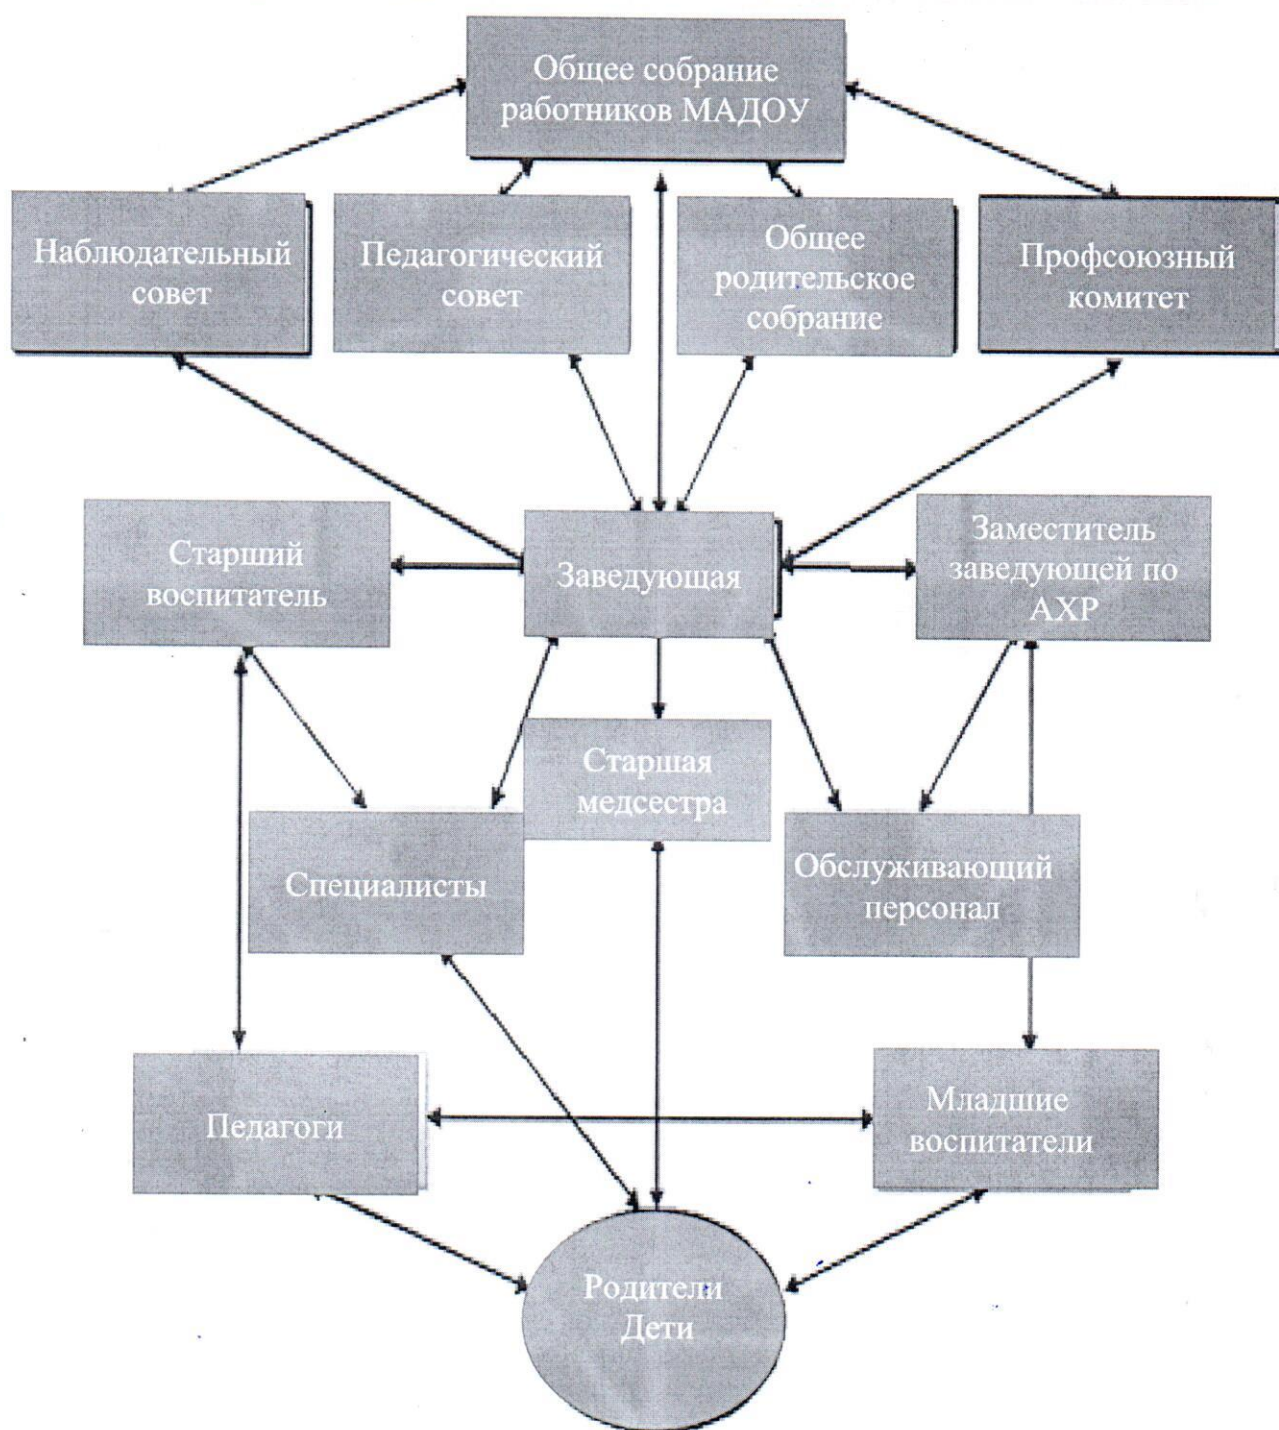 Общее собрание
работников МАДОУ
Наблюдательный
совет
Педагогический
совет
Общее
родительское
собрание
Профсоюзный
комитет
Старший
воспитатель
Заведующая
Заместитель
заведующей по
АХР
Старшая
медсестра
Специалисты
Обслуживающий
персонал
Педагоги
Младшие
воспитатели
Родители
Дети